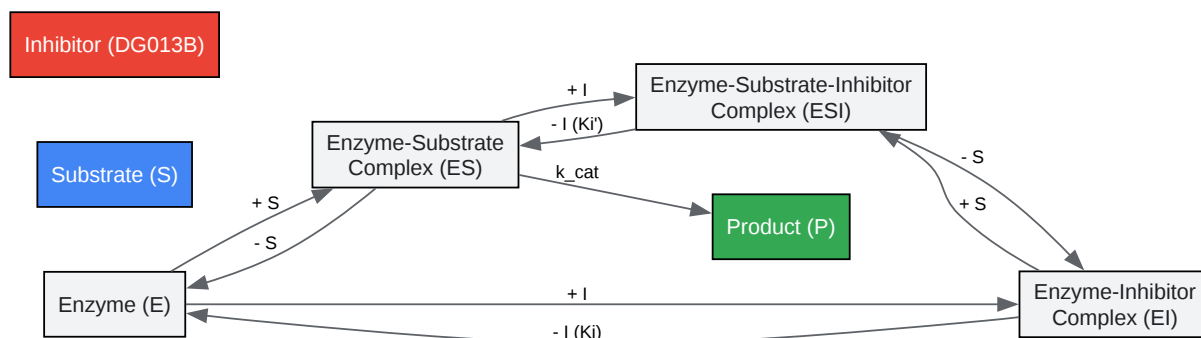 Inhibitor (DG013B)
Enzyme-Substrate-Inhibitor
Complex (ESI)
+ I
- I (Ki')
Enzyme-Substrate
Complex (ES)
Substrate (S)
k_cat
- S
+ S
+ S
- S
Product (P)
Enzyme (E)
+ I
- I (Ki)
Enzyme-Inhibitor
Complex (EI)